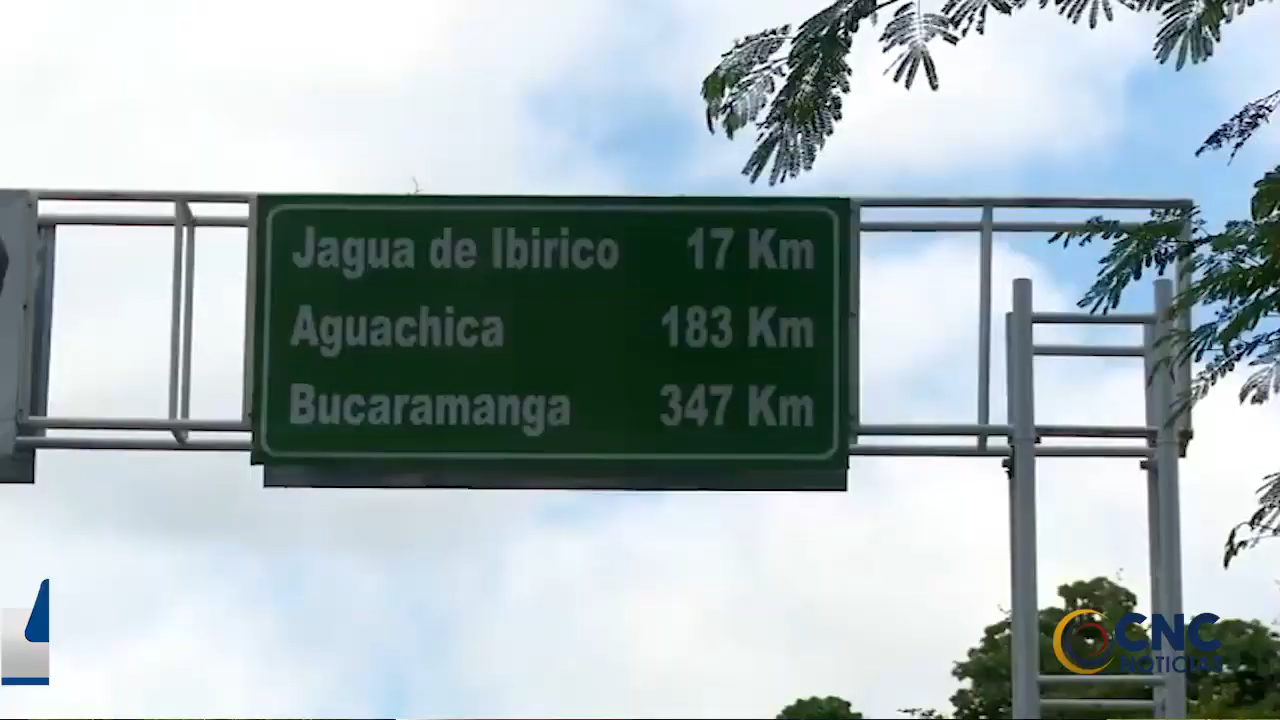 Jagua de Ibirico 17 Km
Aguachica 183 Km
Bucaramanga 347 Km
CNC
NOTICIAS